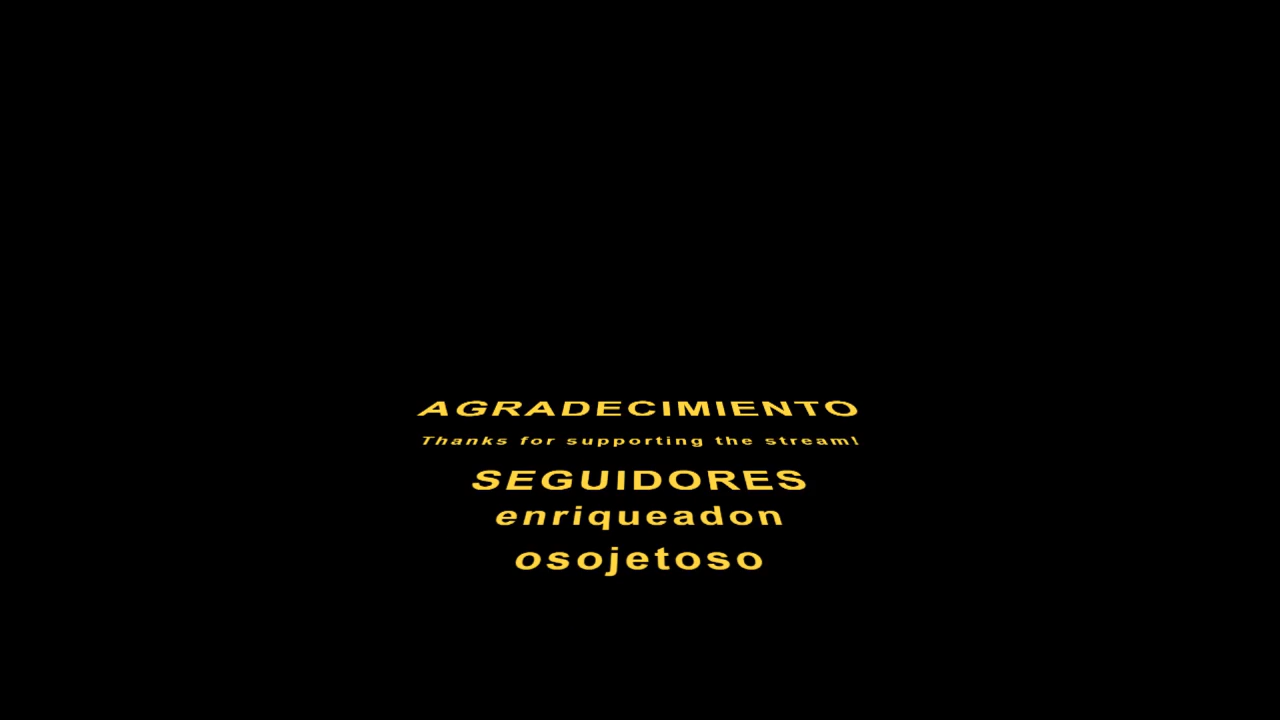 AGRADECIMIENTO
Thanks for supporting the stream!
SEGUIDORES
enriqueadon
osojetoso